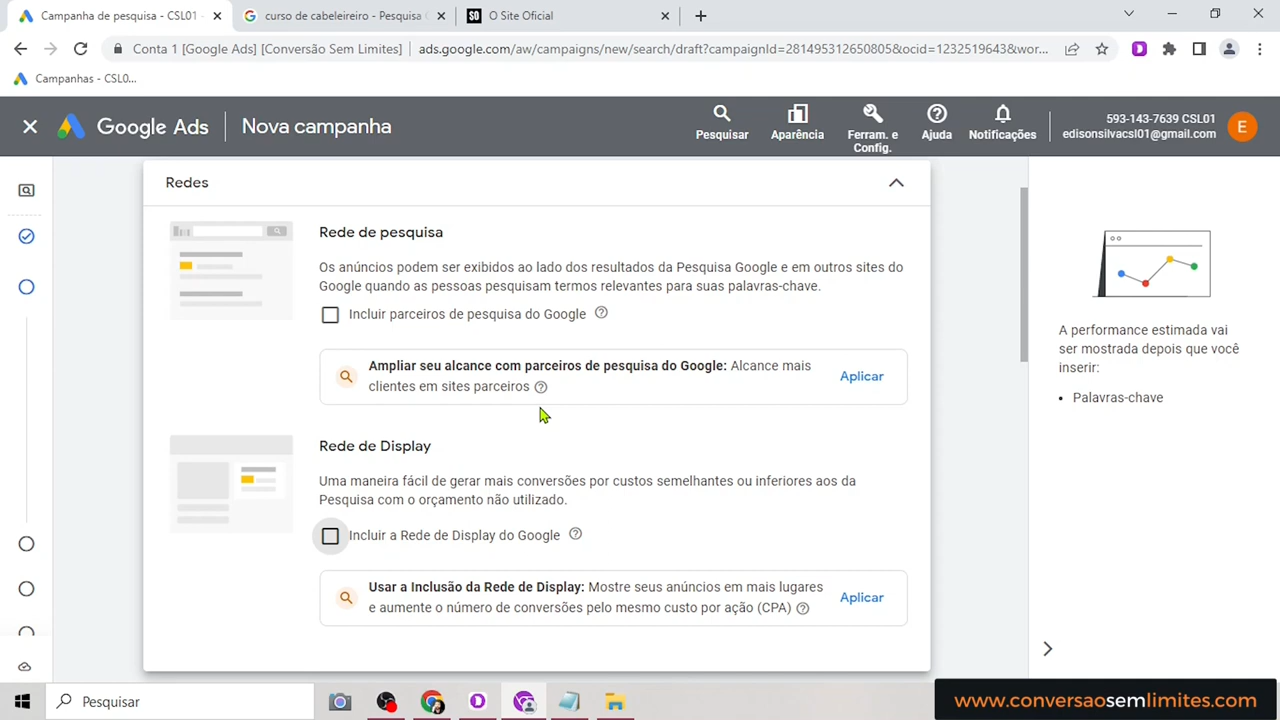 Campanha de pesquisa - CSL01 -
curso de cabeleireiro - Pesquisa G
O Site Oficial
Conta 1 [Google Ads] [Conversão Sem Limites]
ads.google.com/aw/campaigns/new/search/draft?campaignId=281495312650805&ocid=1232519643&wor...
Campanhas - CSL0...
Google Ads
Nova campanha
Pesquisar
Aparência
Ferram. e
Config.
Ajuda
Notificações
593-143-7639 CSL01
edisonsilvacsl01@gmail.com
E
Redes
Rede de pesquisa
Os anúncios podem ser exibidos ao lado dos resultados da Pesquisa Google e em outros sites do
Google quando as pessoas pesquisam termos relevantes para suas palavras-chave.
Incluir parceiros de pesquisa do Google
Ampliar seu alcance com parceiros de pesquisa do Google: Alcance mais
clientes em sites parceiros
Aplicar
Rede de Display
Uma maneira fácil de gerar mais conversões por custos semelhantes ou inferiores aos da
Pesquisa com o orçamento não utilizado.
Incluir a Rede de Display do Google
Usar a Inclusão da Rede de Display: Mostre seus anúncios em mais lugares
e aumente o número de conversões pelo mesmo custo por ação (CPA)
Aplicar
A performance estimada vai
ser mostrada depois que você
inserir:
• Palavras-chave
Pesquisar
www.conversaosemlimites.com